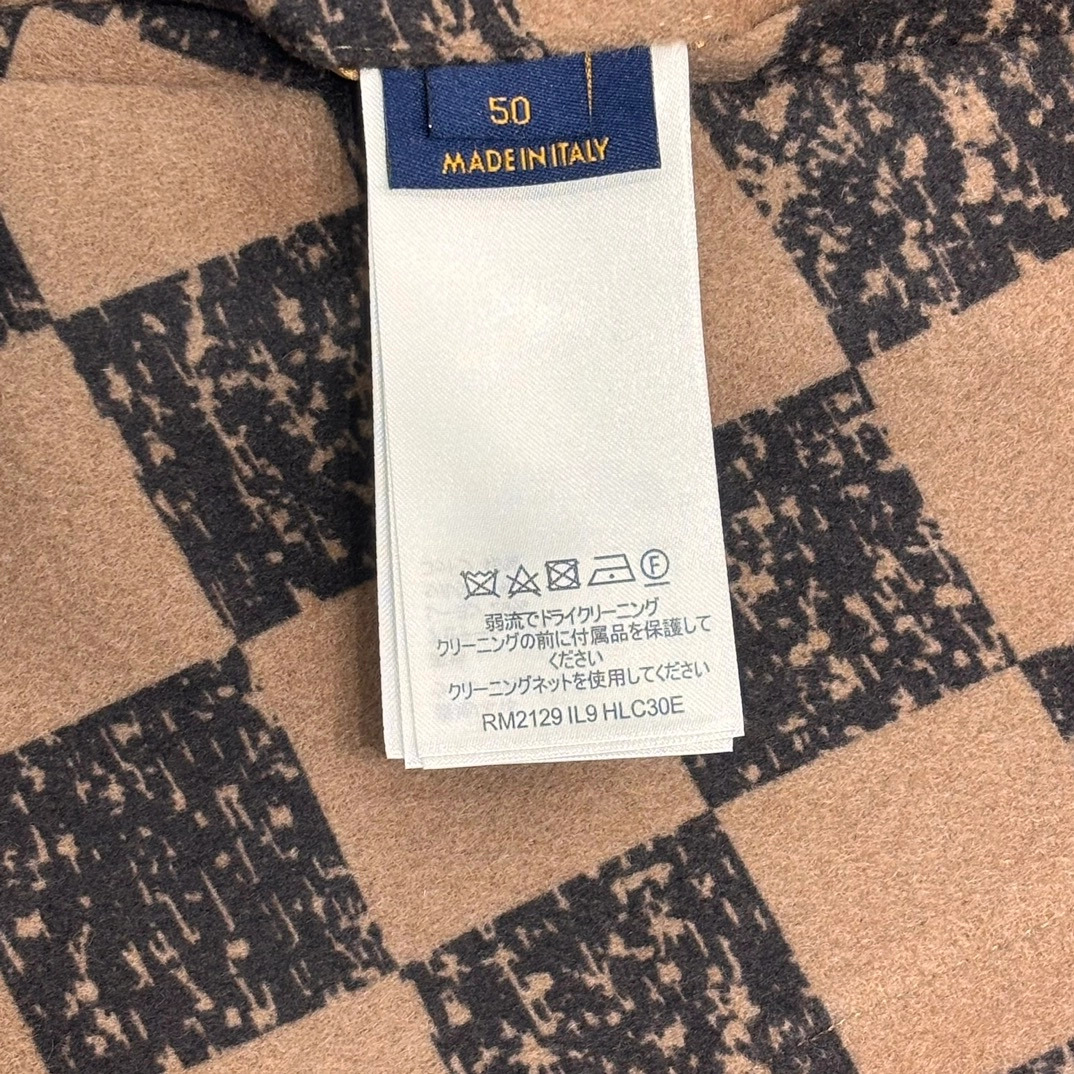 50
MADE IN ITALY
F
弱流でドライクリーニング
クリーニングの前に付属品を保護して
ください
クリーニングネットを使用してください
RM2129 IL9 HLC30E